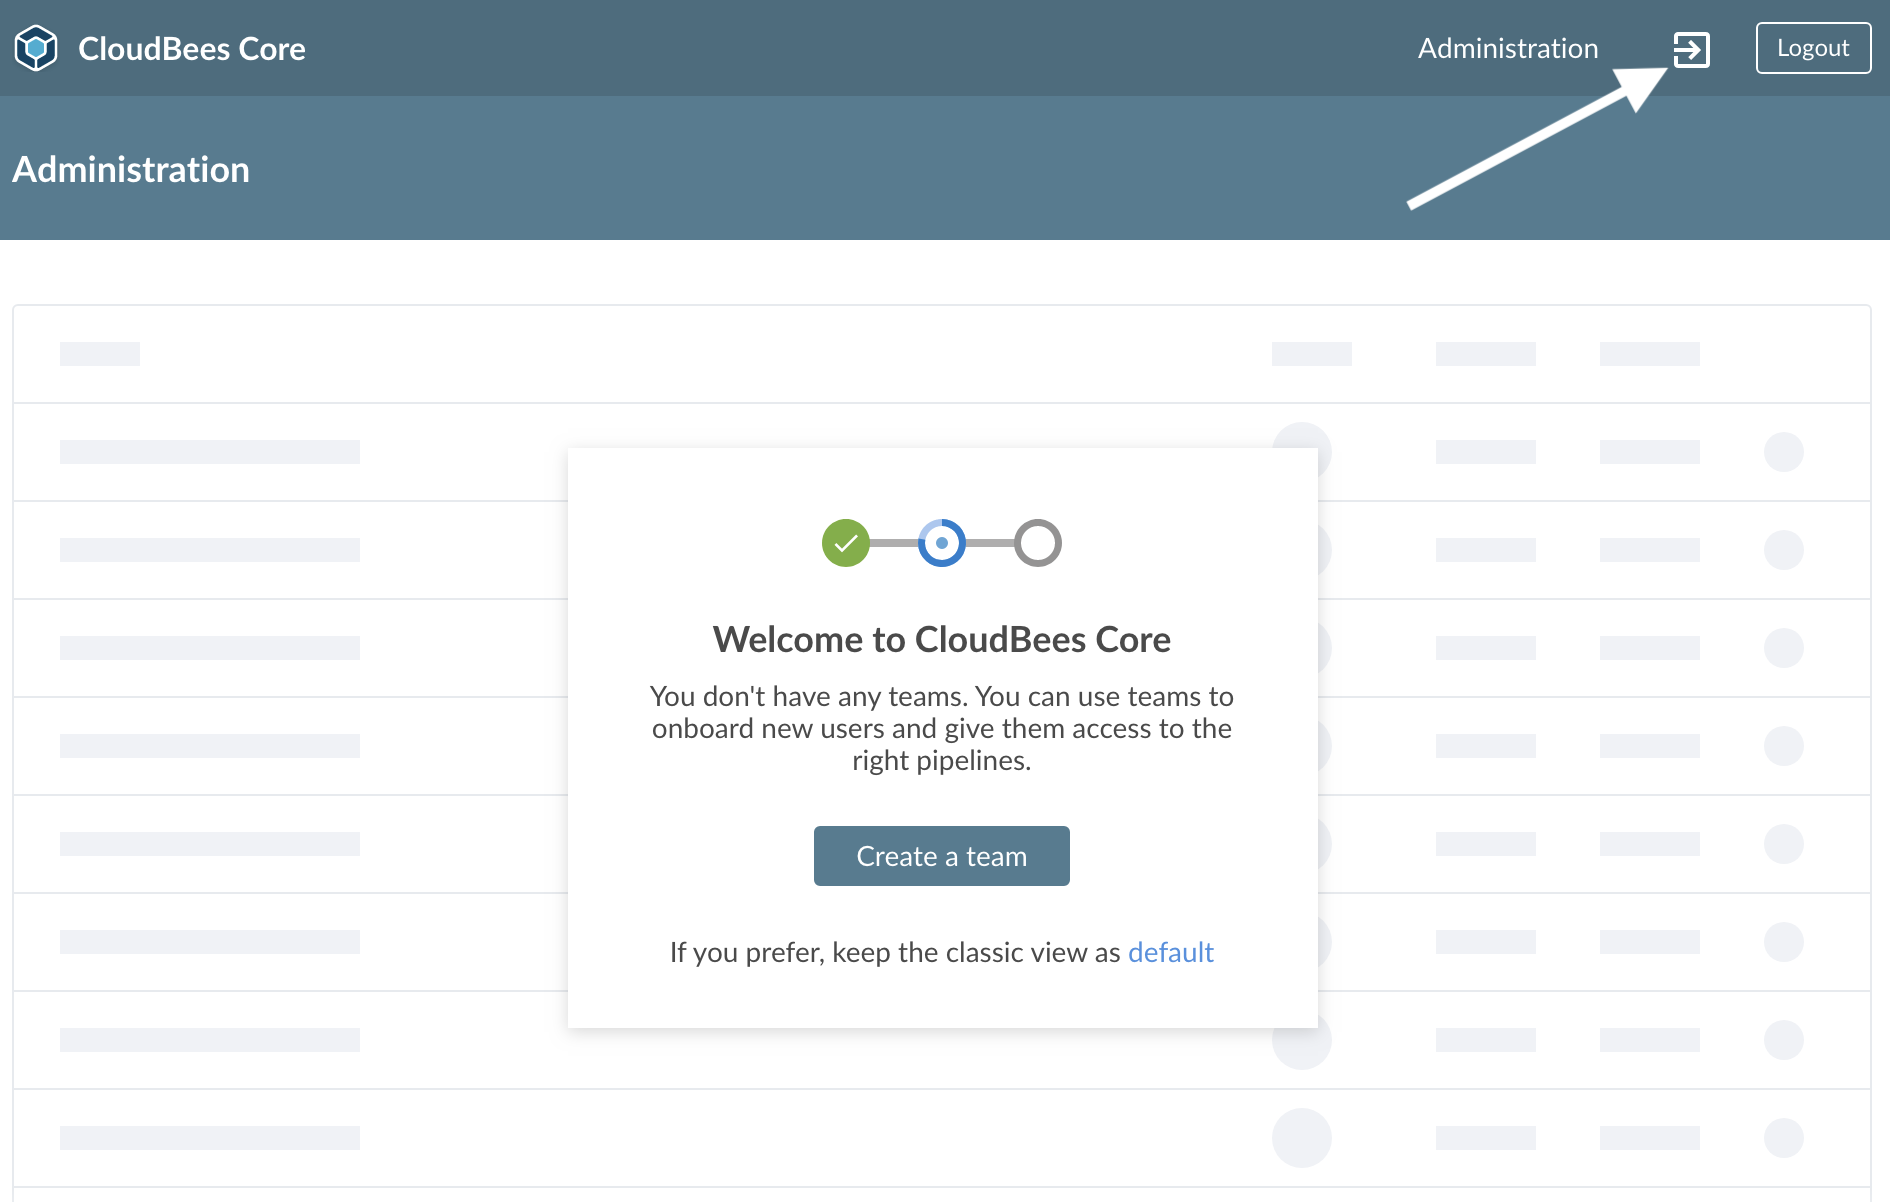 CloudBees Core
Administration
Logout
Administration
Welcome to CloudBees Core
You don't have any teams. You can use teams to
onboard new users and give them access to the
right pipelines.
Create a team
If you prefer, keep the classic view as default